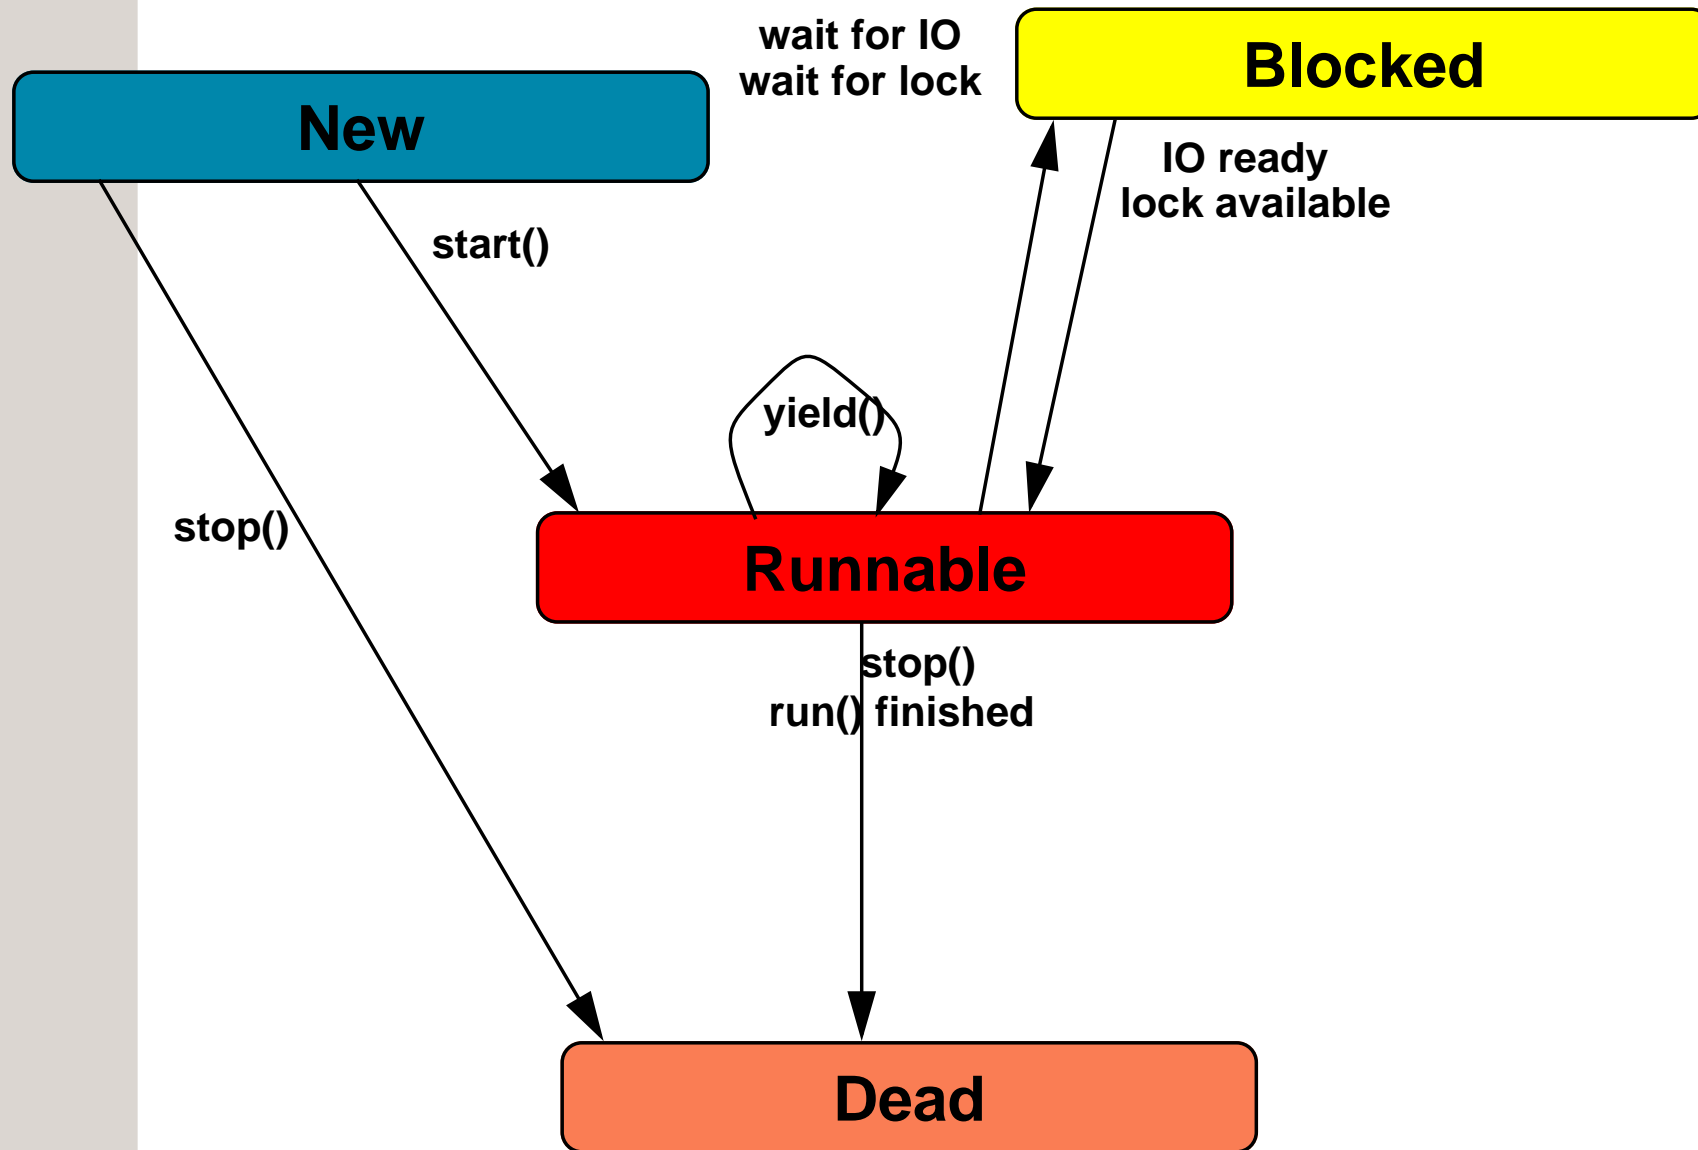 wait for IO
wait for lock
Blocked
New
IO ready
lock available
start()
yield()
stop()
Runnable
stop()
run() finished
Dead